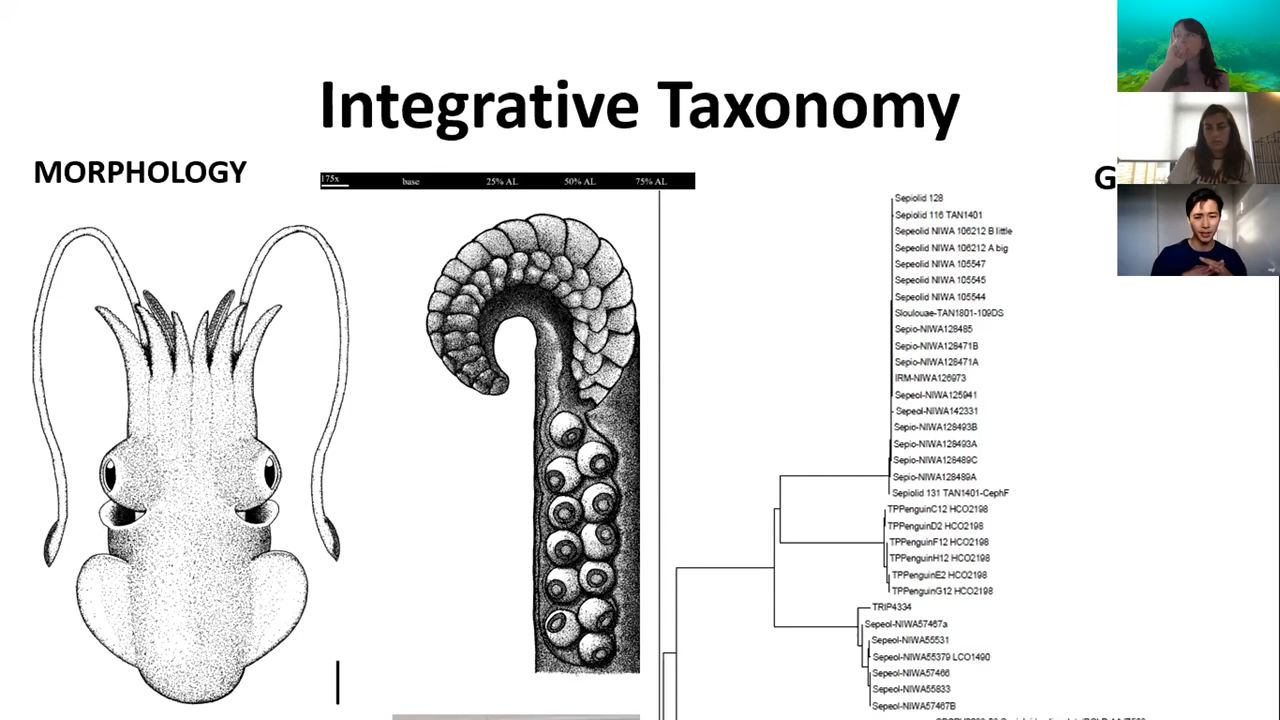 Integrative Taxonomy
MORPHOLOGY
G
175x base 25% AL 50% AL 75% AL
Sepiolid 128
Sepiolid 116 TAN1401
Sepeolid NIWA 106212 B little
Sepeolid NIWA 106212 A big
Sepeolid NIWA 105547
Sepeolid NIWA 105545
Sepeolid NIWA 105544
Sloulouae-TAN1801-109DS
Sepio-NIWA128485
Sepio-NIWA128471B
Sepio-NIWA128471A
IRM-NIWA126973
Sepeol-NIWA125941
Sepeol-NIWA142331
Sepio-NIWA128493B
Sepio-NIWA128493A
Sepio-NIWA128489C
Sepio-NIWA128489A
Sepiolid 131 TAN1401-CephF
TPPenguinC12 HCO2198
TPPenguinD2 HCO2198
TPPenguinF12 HCO2198
TPPenguinH12 HCO2198
TPPenguinE2 HCO2198
TPPenguinG12 HCO2198
TRIP4334
Sepeol-NIWA57467a
Sepeol-NIWA55531
Sepeol-NIWA55379 LCO1490
Sepeol-NIWA57466
Sepeol-NIWA55833
Sepeol-NIWA57467B